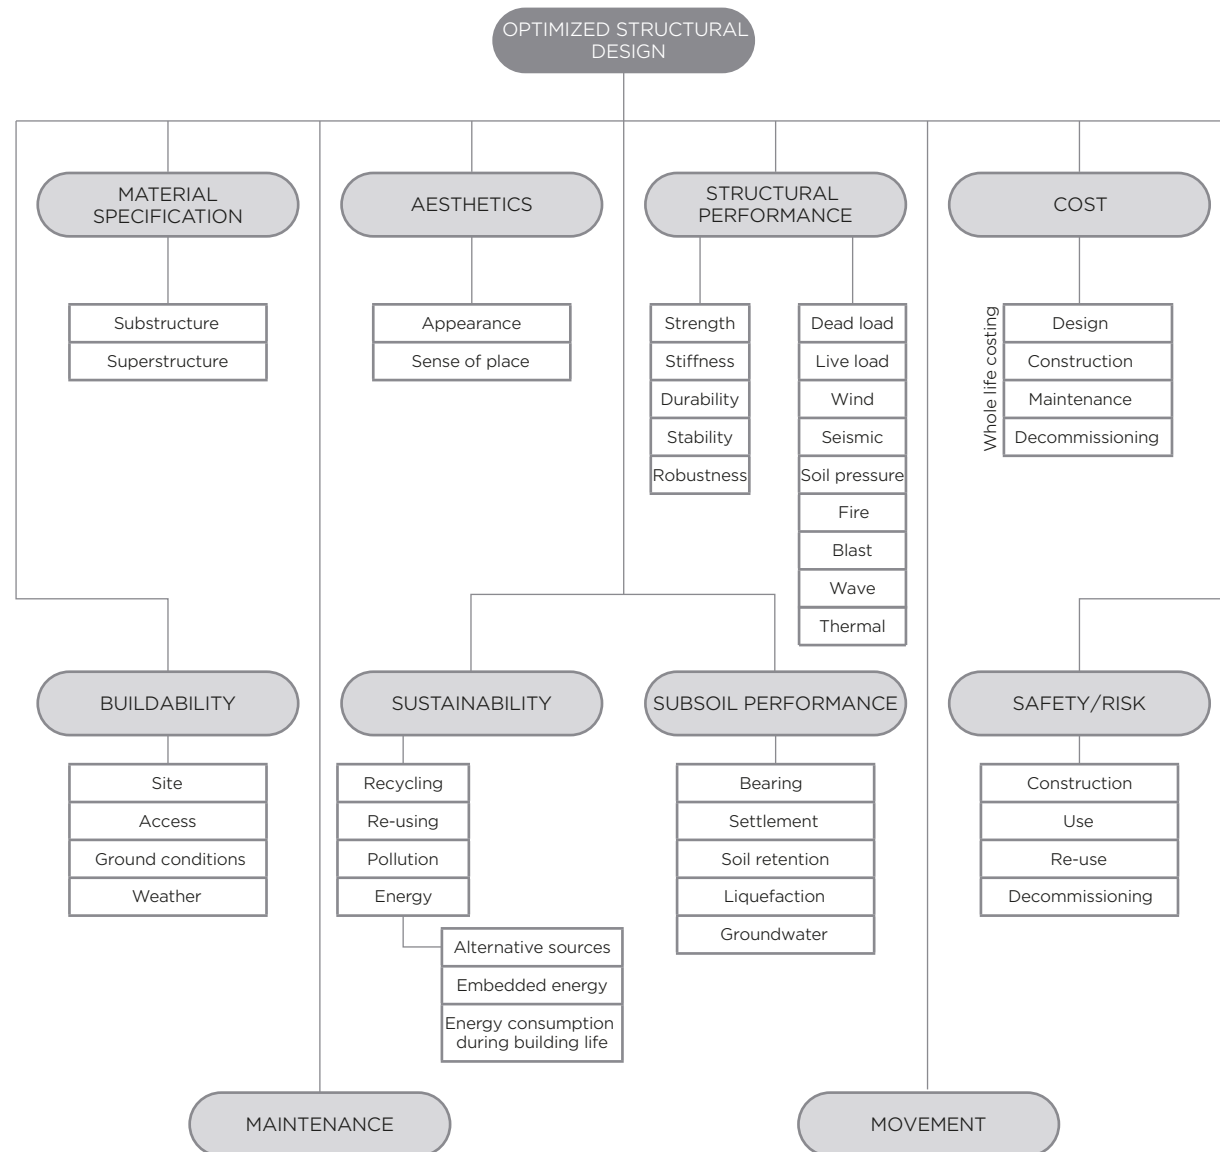 OPTIMIZED STRUCTURAL
DESIGN
MATERIAL
SPECIFICATION
Substructure
Superstructure
AESTHETICS
Appearance
Sense of place
STRUCTURAL
PERFORMANCE
Strength
Stiffness
Durability
Stability
Robustness
Dead load
Live load
Wind
Seismic
Soil pressure
Fire
Blast
Wave
Thermal
COST
Whole life costing
Design
Construction
Maintenance
Decommissioning
BUILDABILITY
Site
Access
Ground conditions
Weather
SUSTAINABILITY
Recycling
Re-using
Pollution
Energy
Alternative sources
Embedded energy
Energy consumption
during building life
SUBSOIL PERFORMANCE
Bearing
Settlement
Soil retention
Liquefaction
Groundwater
SAFETY/RISK
Construction
Use
Re-use
Decommissioning
MAINTENANCE
MOVEMENT